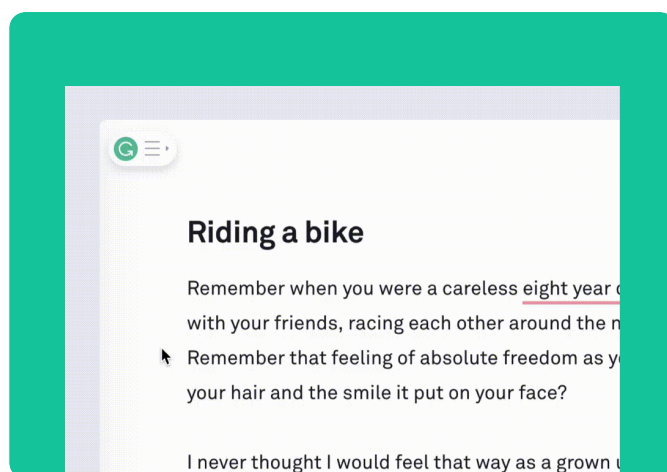 Riding a bike
Remember when you were a careless eight year
with your friends, racing each other around the
Remember that feeling of absolute freedom as
your hair and the smile it put on your face?
I never thought I would feel that way as a grown